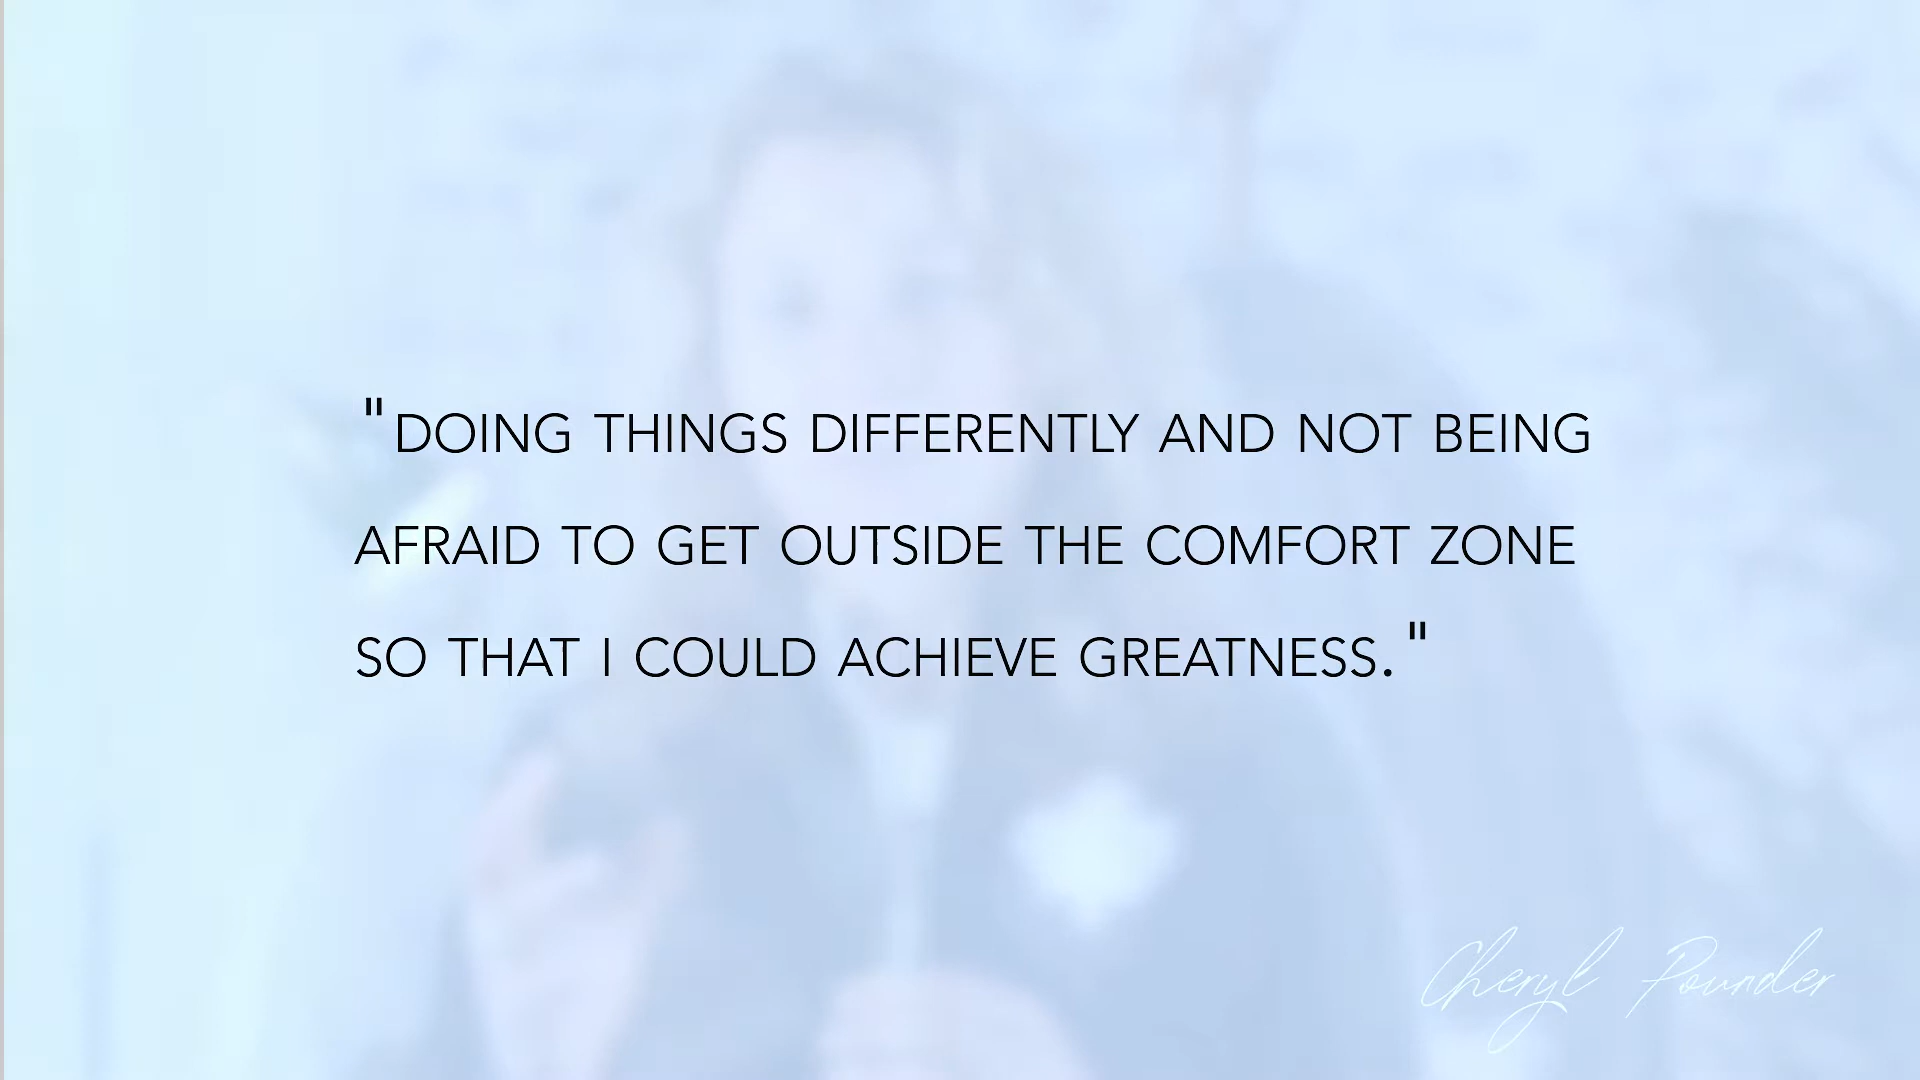 "DOING THINGS DIFFERENTLY AND NOT BEING
AFRAID TO GET OUTSIDE THE COMFORT ZONE
SO THAT I COULD ACHIEVE GREATNESS."
Cheryl Pounder